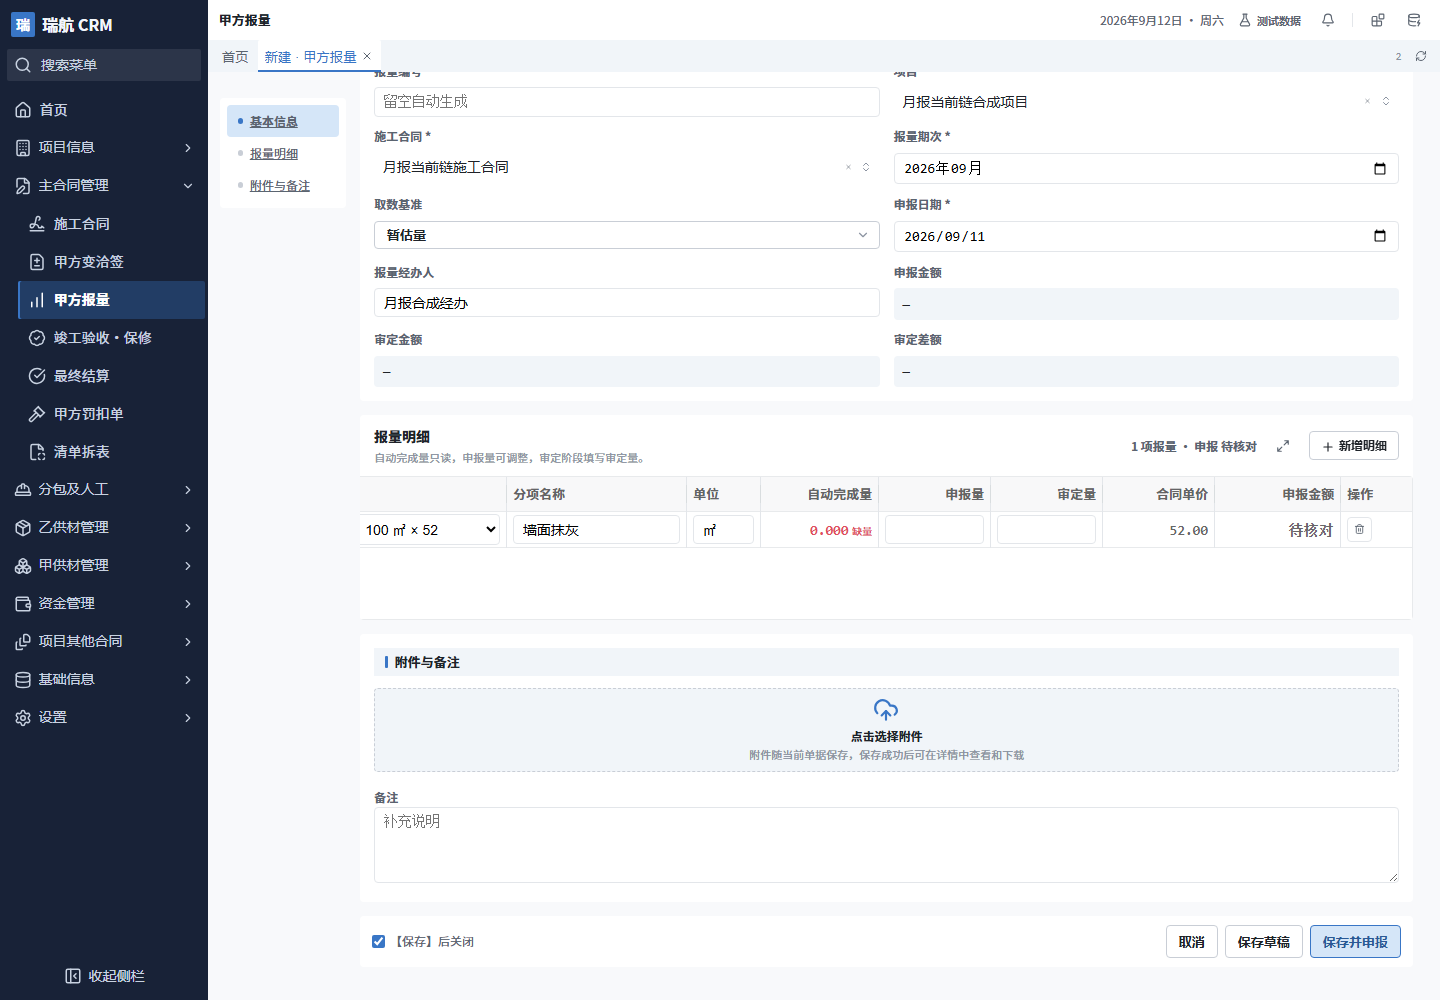 瑞 瑞航 CRM
搜索菜单
首页
项目信息
主合同管理
施工合同
甲方变洽签
甲方报量
竣工验收·保修
最终结算
甲方罚扣单
清单拆表
分包及人工
乙供材管理
甲供材管理
资金管理
项目其他合同
基础信息
设置
收起侧栏
甲方报量
2026年9月12日 · 周六 测试数据
首页 新建 · 甲方报量 ×
2
基本信息
报量明细
附件与备注
报量编号 项目
留空自动生成 月报当前链合成项目 ×
施工合同 * 报量期次 *
月报当前链施工合同 × 2026年09月
取数基准 申报日期 *
暂估量 2026/09/11
报量经办人 申报金额
月报合成经办 —
审定金额 审定差额
— —
报量明细
自动完成量只读，申报量可调整，审定阶段填写审定量。
1 项报量 · 申报 待核对 新增明细
分项名称 单位 自动完成量 申报量 审定量 合同单价 申报金额 操作
100 ㎡ × 52 墙面抹灰 ㎡ 0.000 缺量 52.00 待核对
附件与备注
点击选择附件
附件随当前单据保存，保存成功后可在详情中查看和下载
备注
补充说明
【保存】后关闭 取消 保存草稿 保存并申报